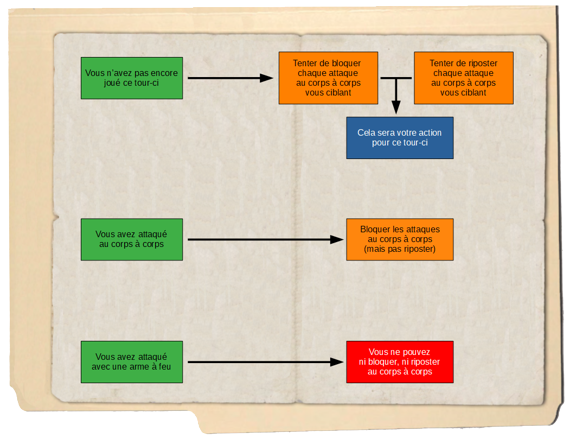 Vous n'avez pas encore
joué ce tour-ci
Tenter de bloquer
chaque attaque
au corps à corps
vous ciblant
Tenter de riposter
chaque attaque
au corps à corps
vous ciblant
Cela sera votre action
pour ce tour-ci
Vous avez attaqué
au corps à corps
Bloquer les attaques
au corps à corps
(mais pas riposter)
Vous avez attaqué
avec une arme à feu
Vous ne pouvez
ni bloquer, ni riposter
au corps à corps